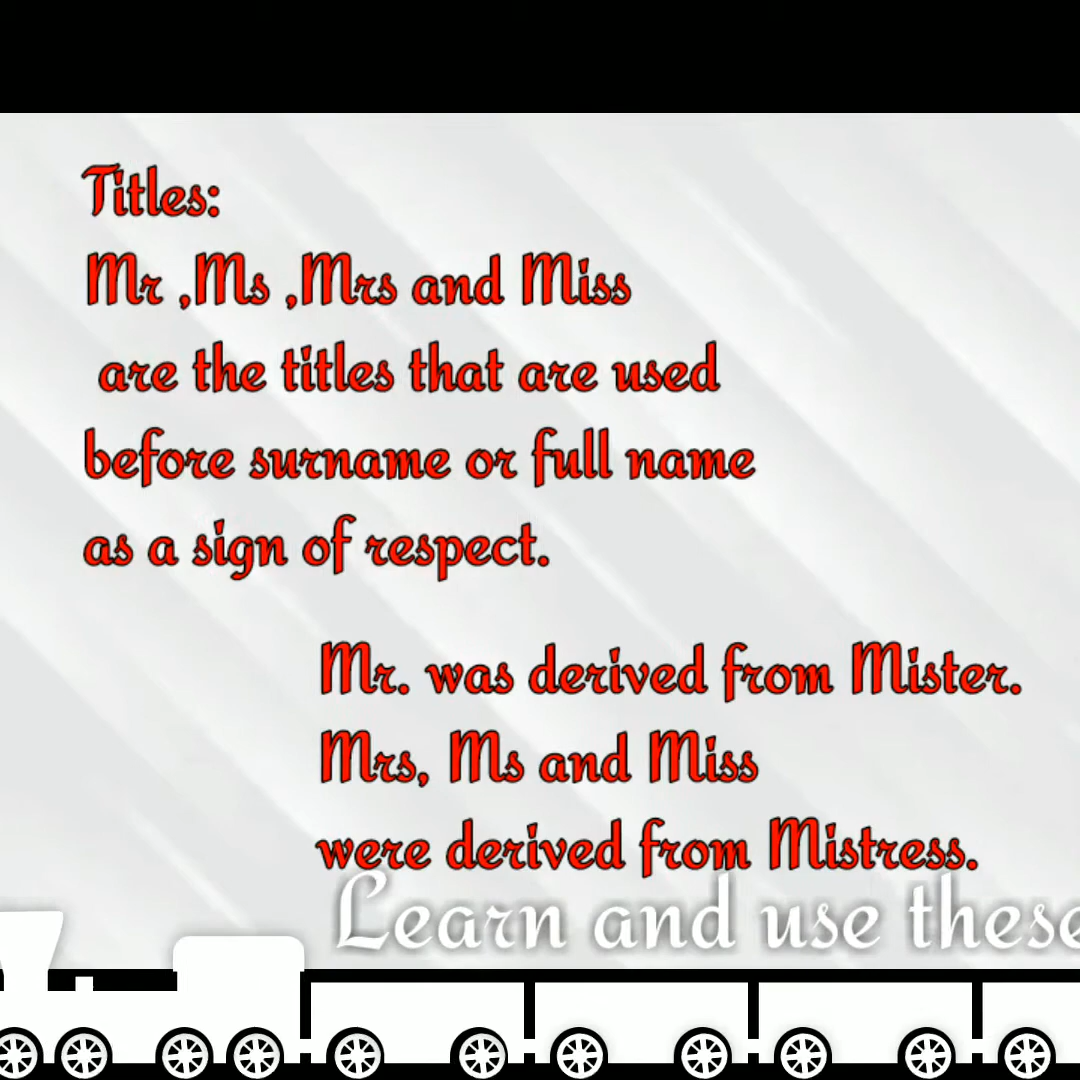 Titles:
Mr ,Ms ,Mrs and Miss
are the titles that are used
before surname or full name
as a sign of respect.
Mr. was derived from Mister.
Mrs, Ms and Miss
were derived from Mistress.
Learn and use these